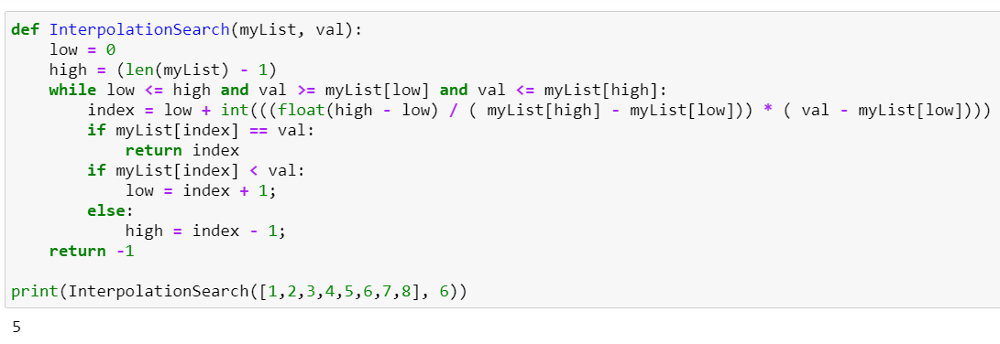 def InterpolationSearch(myList, val):
    low = 0
    high = (len(myList) - 1)
    while low <= high and val >= myList[low] and val <= myList[high]:
        index = low + int(((float(high - low) / ( myList[high] - myList[low])) * ( val - myList[low])))
        if myList[index] == val:
            return index
        if myList[index] < val:
            low = index + 1;
        else:
            high = index - 1;
    return -1

print(InterpolationSearch([1,2,3,4,5,6,7,8], 6))
5